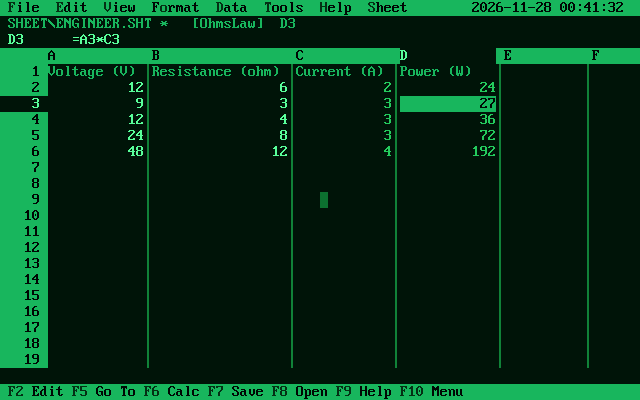 File  Edit  View  Format  Data  Tools  Help  Sheet        2026-11-28 00:41:32
SHEET\ENGINEER.SHT *   [OhmsLaw]  D3
D3      =A3*C3
A            B                 C            D            E          F
1 Voltage (V)  Resistance (ohm)  Current (A)  Power (W)
2          12                 6            2           24
3           9                 3            3           27
4          12                 4            3           36
5          24                 8            3           72
6          48                12            4          192
7
8
9
10
11
12
13
14
15
16
17
18
19
F2 Edit F5 Go To F6 Calc F7 Save F8 Open F9 Help F10 Menu